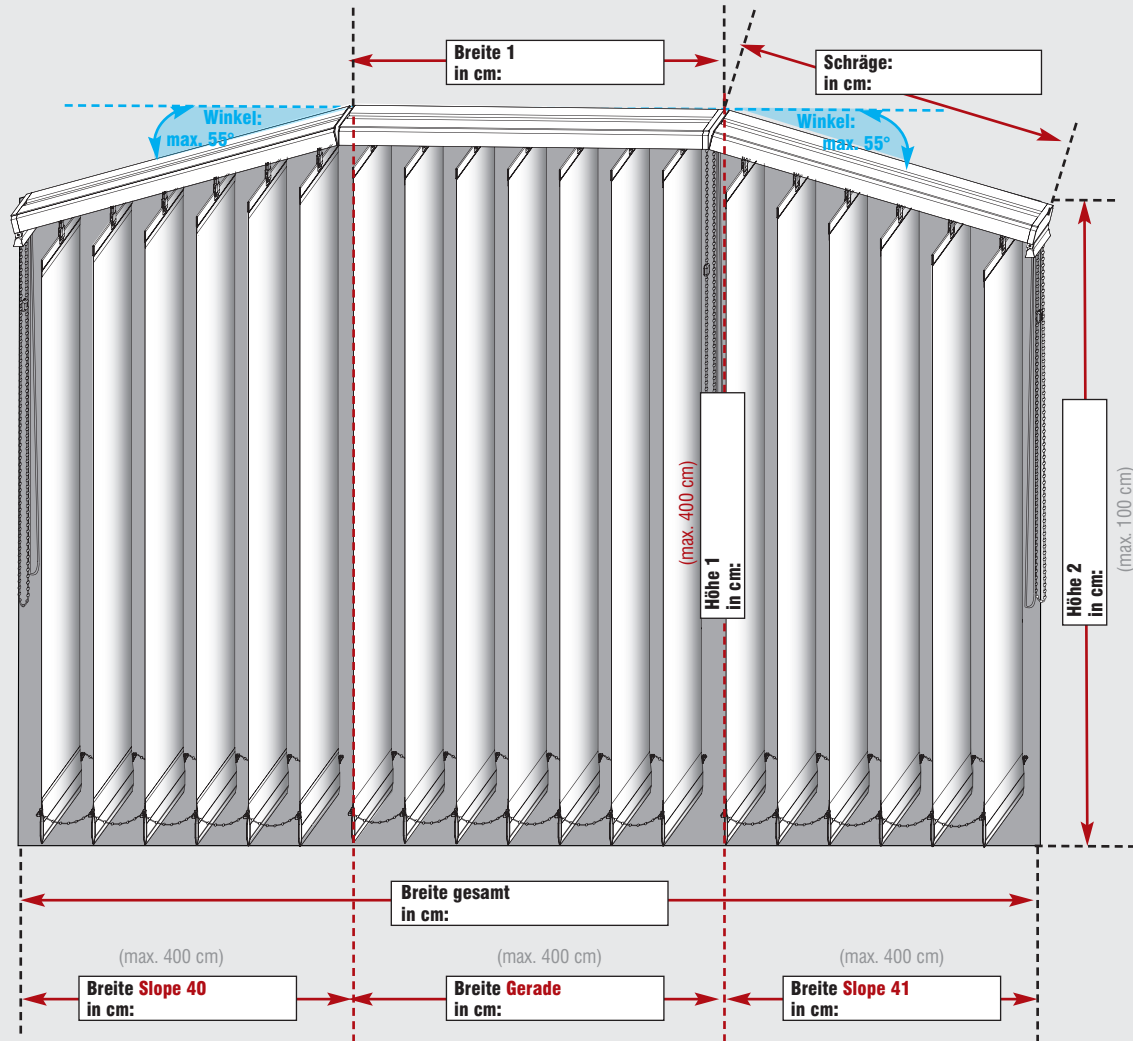 Breite 1
in cm:
Schräge:
in cm:
Winkel:
max. 55°
Winkel:
max. 55°
(max. 400 cm)
Höhe 1
in cm:
Höhe 2
in cm:
(max. 100 cm)
Breite gesamt
in cm:
(max. 400 cm)
(max. 400 cm)
(max. 400 cm)
Breite Slope 40
in cm:
Breite Gerade
in cm:
Breite Slope 41
in cm: